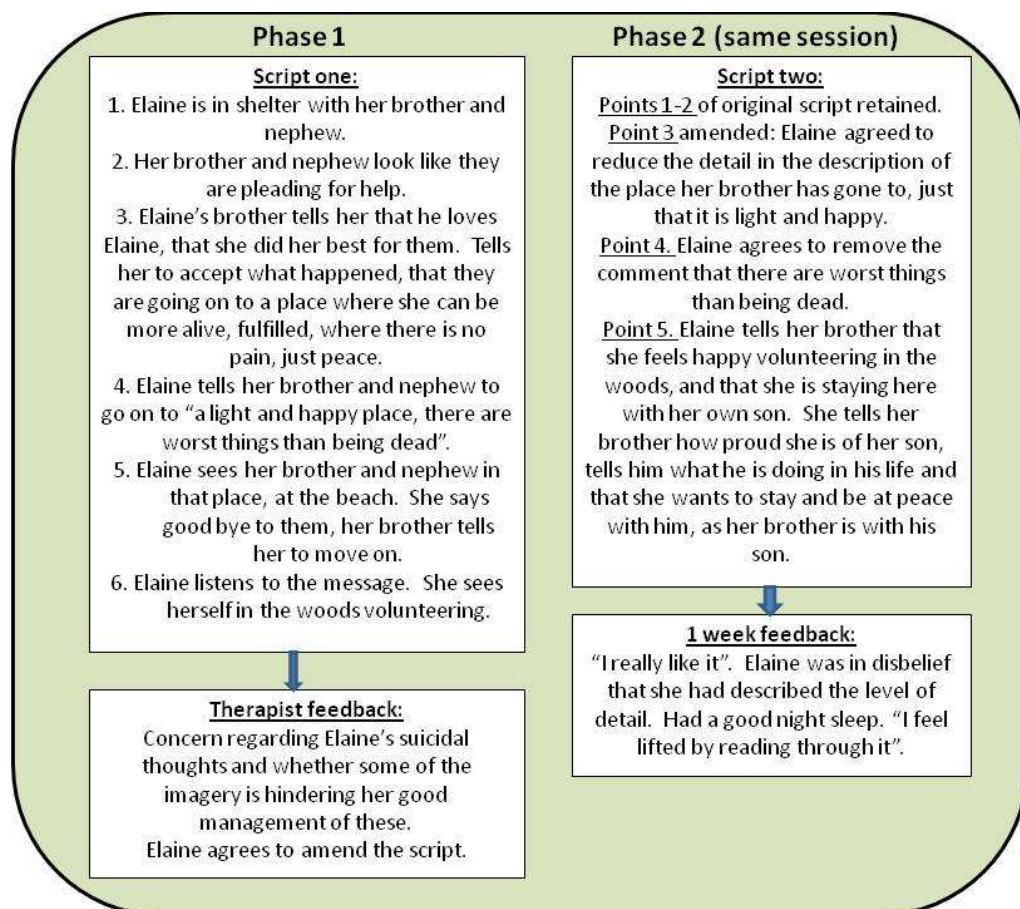 Phase 1
Script one:
1. Elaine is in shelter with her brother and
nephew.
2. Her brother and nephew look like they
are pleading for help.
3. Elaine's brother tells her that he loves
Elaine, that she did her best for them. Tells
her to accept what happened, that they
are going on to a place where she can be
more alive, fulfilled, where there is no
pain, just peace.
4. Elaine tells her brother and nephew to
go on to "a light and happy place, there are
worst things than being dead".
5. Elaine sees her brother and nephew in
that place, at the beach. She says
good bye to them, her brother tells
her to move on.
6. Elaine listens to the message. She sees
herself in the woods volunteering.
Therapist feedback:
Concern regarding Elaine's suicidal
thoughts and whether some of the
imagery is hindering her good
management of these.
Elaine agrees to amend the script.
Phase 2 (same session)
Script two:
Points 1-2 of original script retained.
Point 3 amended: Elaine agreed to
reduce the detail in the description of
the place her brother has gone to, just
that it is light and happy.
Point 4. Elaine agrees to remove the
comment that there are worst things
than being dead.
Point 5. Elaine tells her brother that
she feels happy volunteering in the
woods, and that she is staying here
with her own son. She tells her
brother how proud she is of her son,
tells him what he is doing in his life and
that she wants to stay and be at peace
with him, as her brother is with his
son.
1 week feedback:
"I really like it". Elaine was in disbelief
that she had described the level of
detail. Had a good night sleep. "I feel
lifted by reading through it".